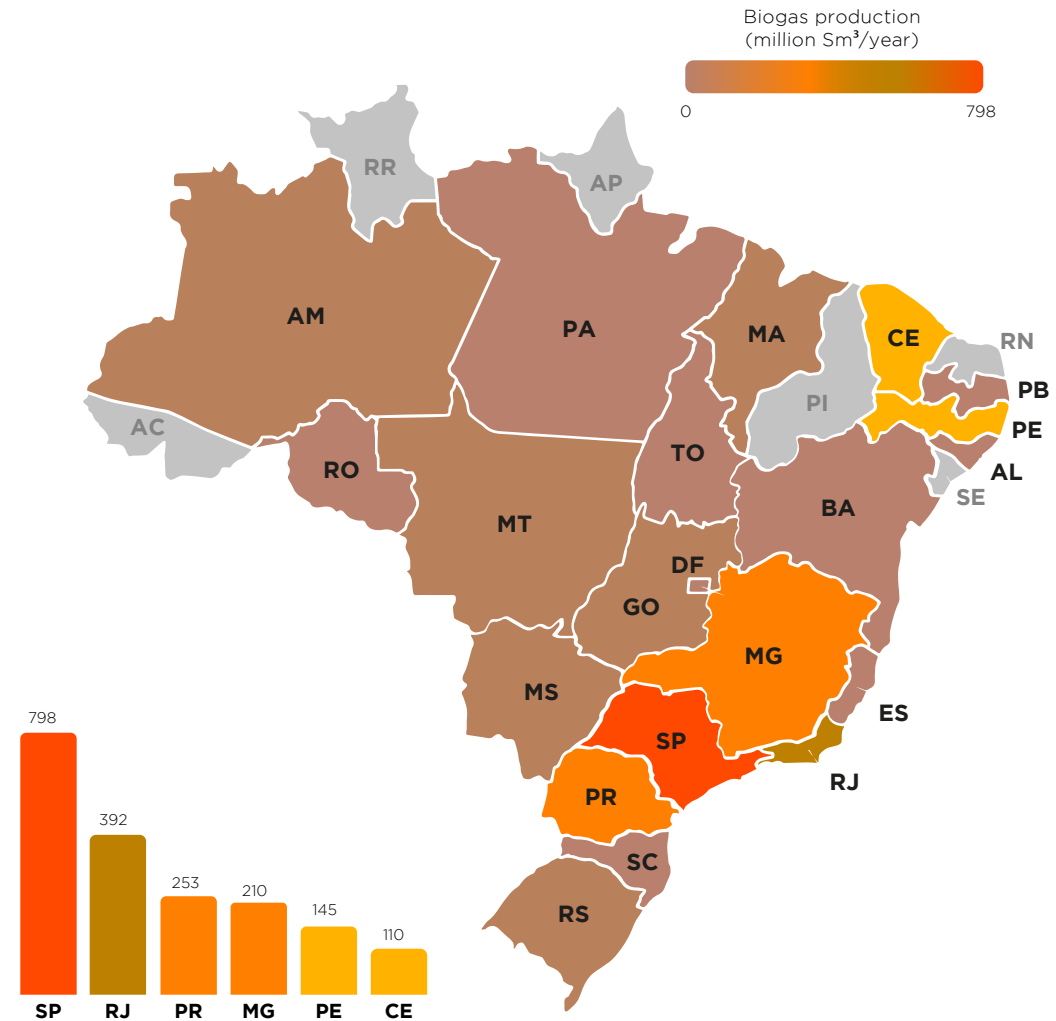 Biogas production
(million Sm³/year)
0
798
RR
AP
AM
PA
MA
CE
RN
PI
PB
AC
PE
TO
RO
AL
SE
BA
MT
DF
GO
MG
MS
ES
SP
RJ
PR
SC
RS
798
392
253
210
145
110
SP
RJ
PR
MG
PE
CE